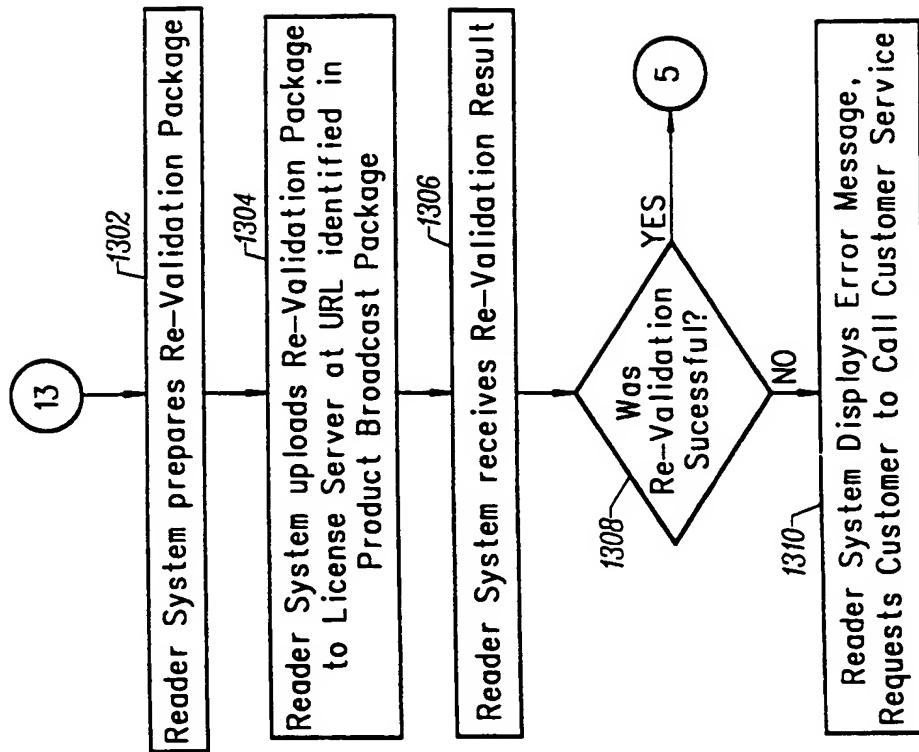 13
1302
Reader System prepares Re-Validation Package
1304
Reader System uploads Re-Validation Package
to License Server at URL identified in
Product Broadcast Package
1306
Reader System receives Re-Validation Result
1308
Was
Re-Validation
Sucessful?
YES
5
NO
1310
Reader System Displays Error Message,
Requests Customer to Call Customer Service